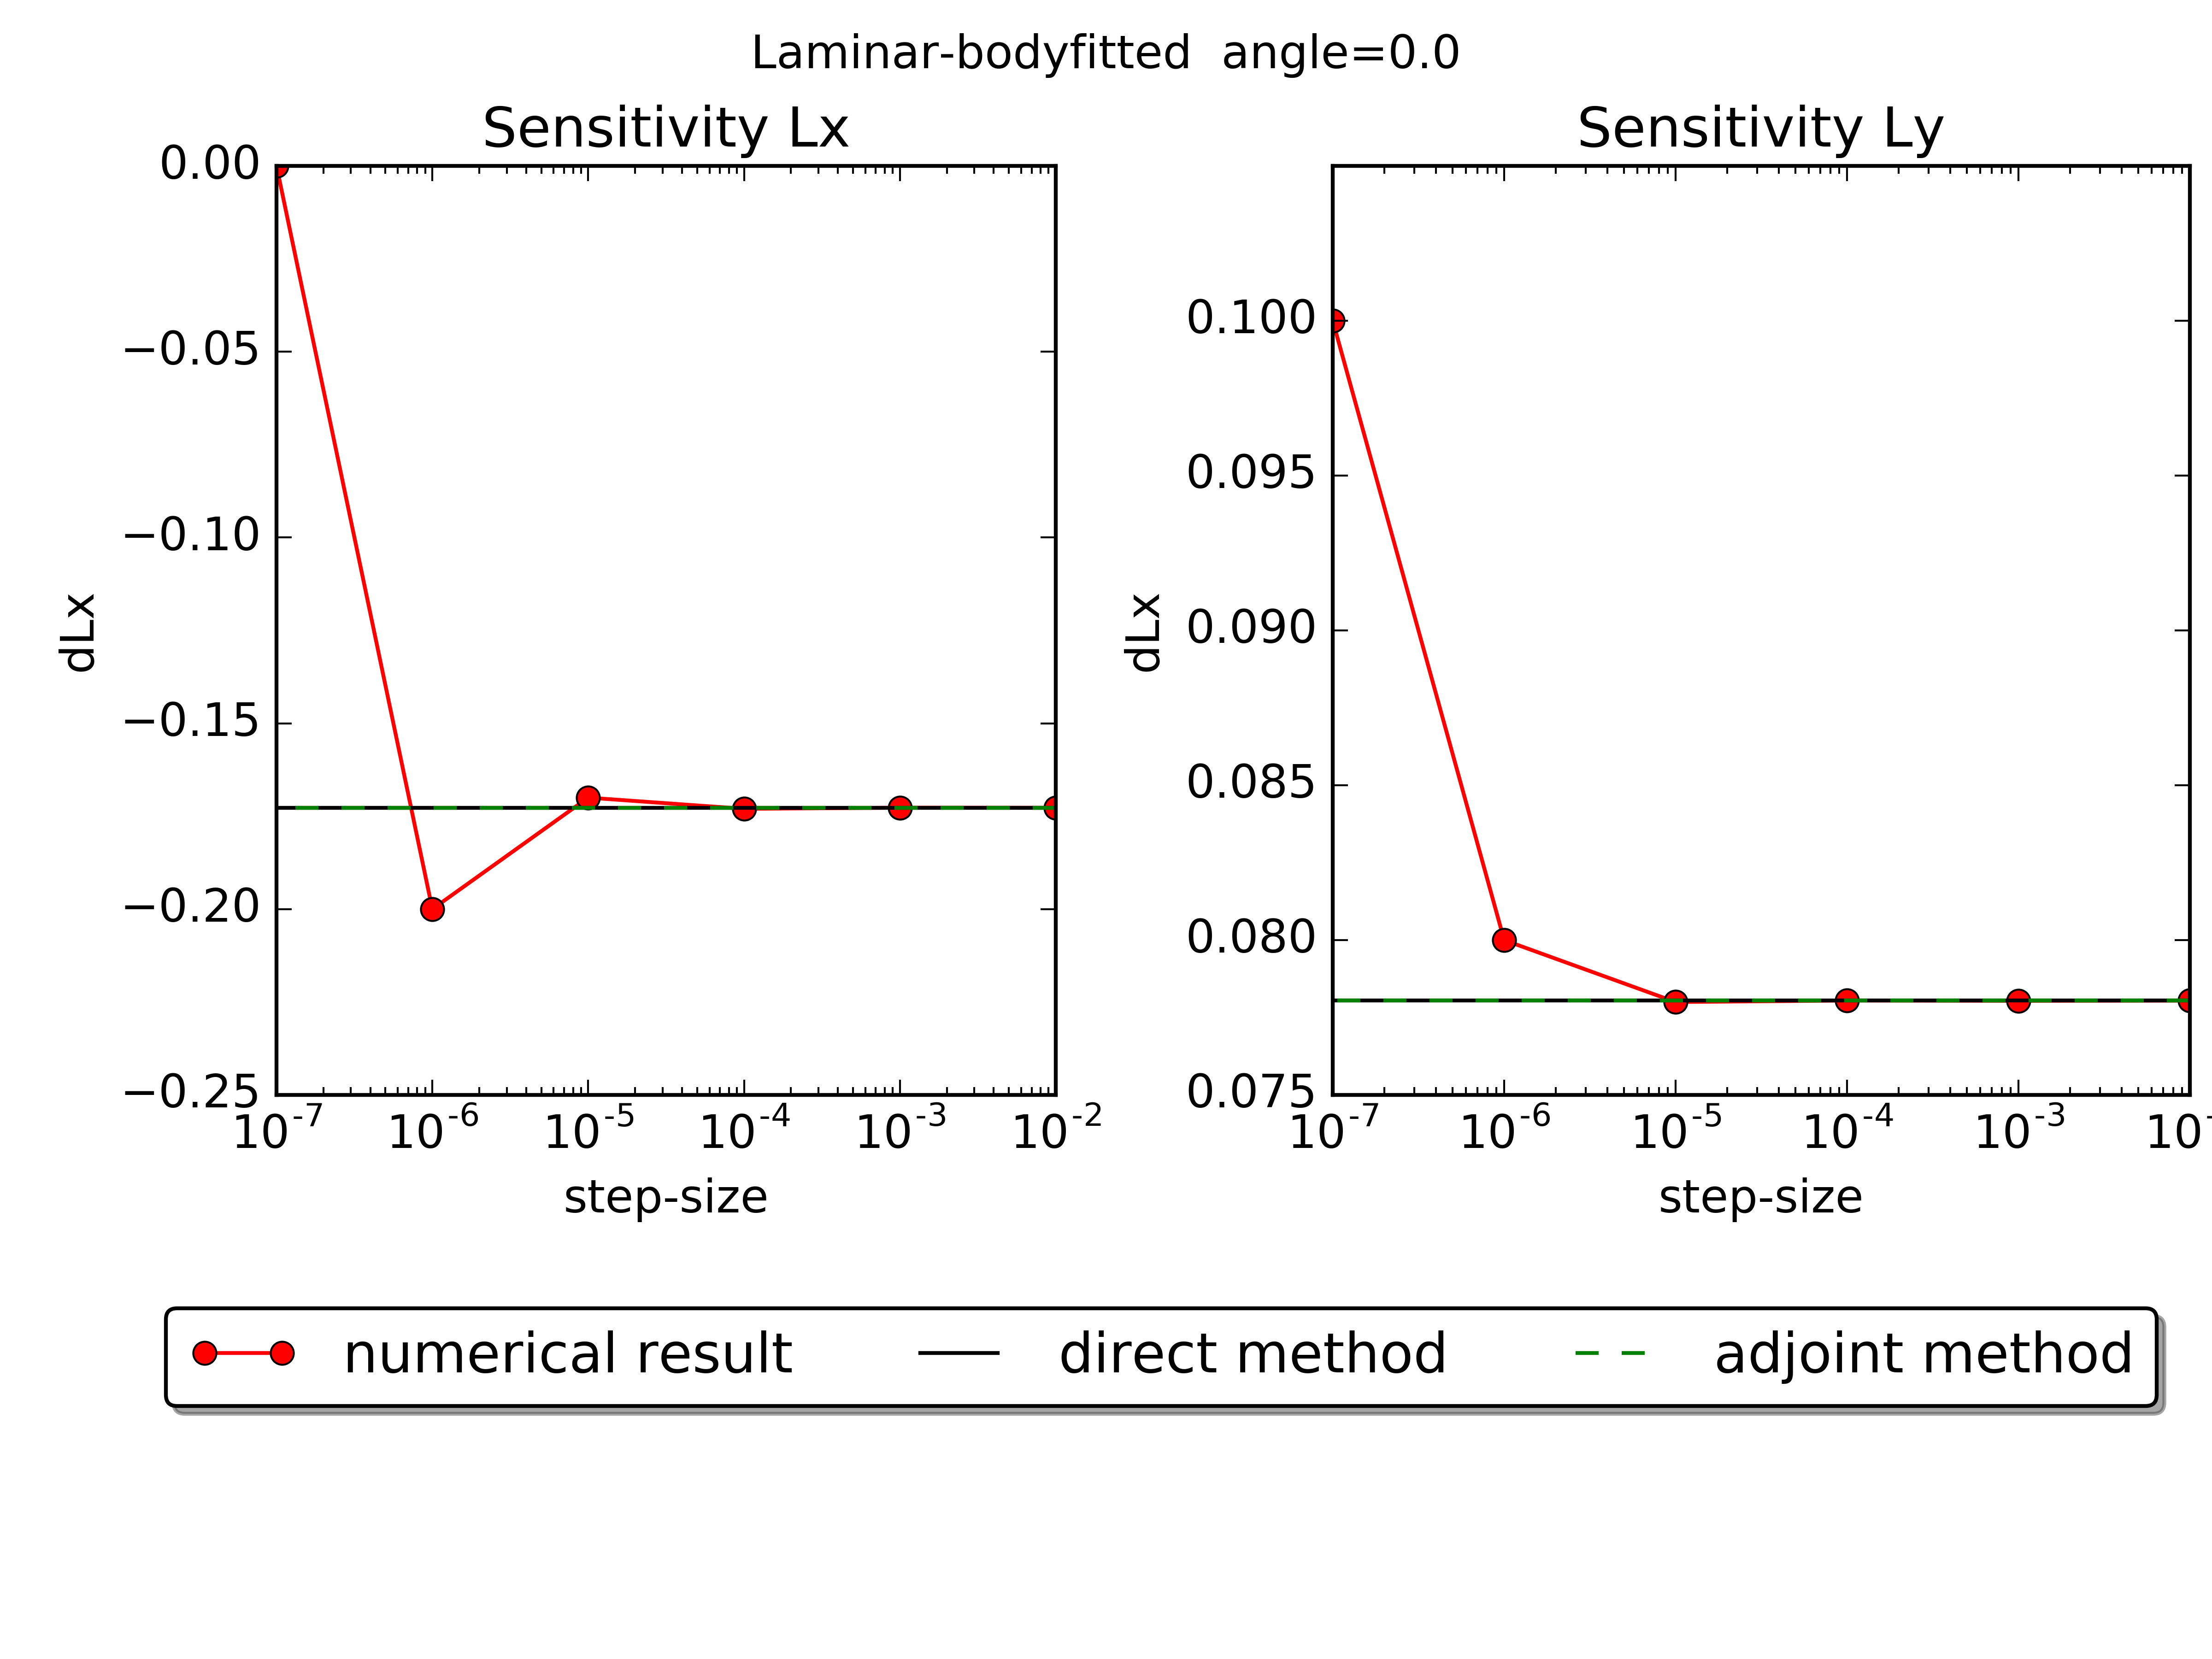 Laminar-bodyfitted  angle=0.0
Sensitivity Lx
0.00
−0.05
−0.10
−0.15
−0.20
−0.25
dLx
10-7 10-6 10-5 10-4 10-3 10-2
step-size
Sensitivity Ly
0.100
0.095
0.090
0.085
0.080
0.075
dLx
10-7 10-6 10-5 10-4 10-3 10-
step-size
numerical result direct method adjoint method